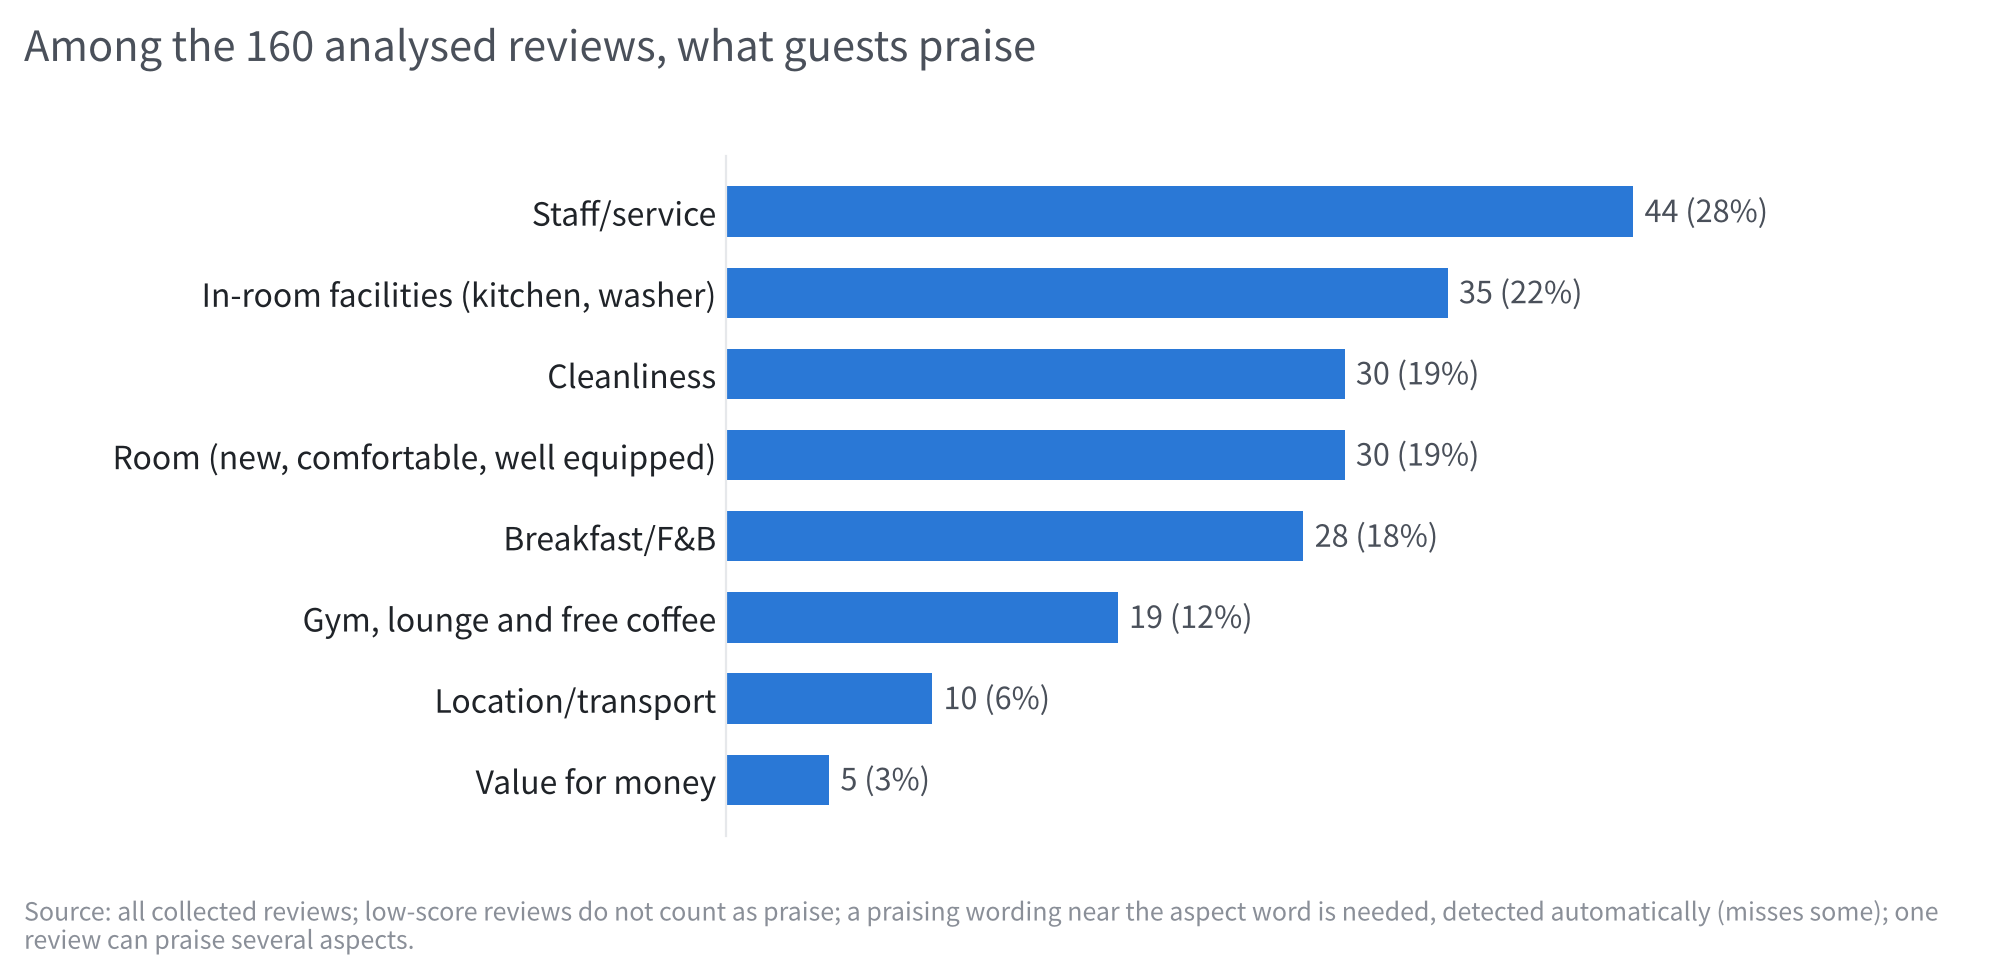 Among the 160 analysed reviews, what guests praise
Staff/service 44 (28%)
In-room facilities (kitchen, washer) 35 (22%)
Cleanliness 30 (19%)
Room (new, comfortable, well equipped) 30 (19%)
Breakfast/F&B 28 (18%)
Gym, lounge and free coffee 19 (12%)
Location/transport 10 (6%)
Value for money 5 (3%)
Source: all collected reviews; low-score reviews do not count as praise; a praising wording near the aspect word is needed, detected automatically (misses some); one
review can praise several aspects.